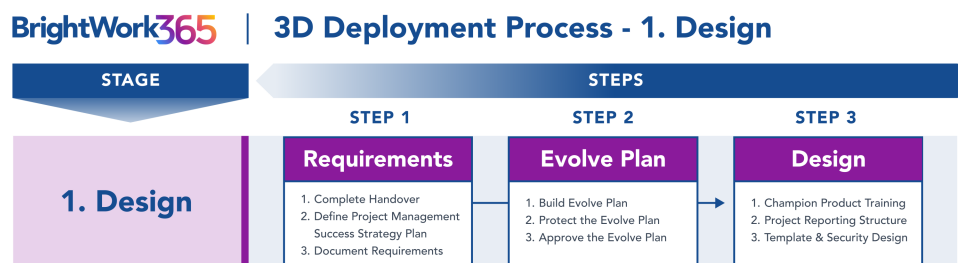 BrightWork365 | 3D Deployment Process - 1. Design
STAGE
STEPS
STEP 1
STEP 2
STEP 3
1. Design
Requirements
1. Complete Handover
2. Define Project Management
Success Strategy Plan
3. Document Requirements
Evolve Plan
1. Build Evolve Plan
2. Protect the Evolve Plan
3. Approve the Evolve Plan
Design
1. Champion Product Training
2. Project Reporting Structure
3. Template & Security Design